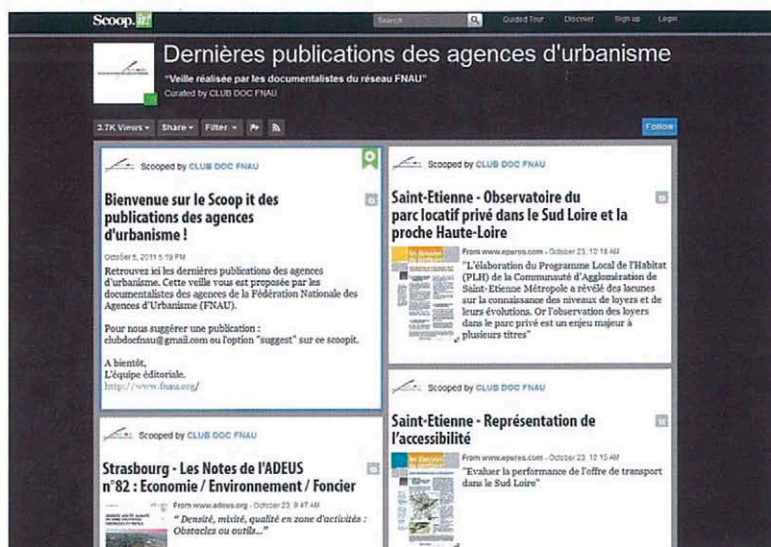 Scoop.it!
Search
Guided Tour
Discover
Sign up
Login
Dernières publications des agences d'urbanisme
"Veille réalisée par les documentalistes du réseau FNAU"
Curated by CLUB DOC FNAU
3.7K Views
Share
Filter
Follow
Scooped by CLUB DOC FNAU
Bienvenue sur le Scoop it des
publications des agences
d'urbanisme !
October 5, 2011 5:19 PM
Retrouvez ici les dernières publications des agences
d'urbanisme. Cette veille vous est proposée par les
documentalistes des agences de la Fédération Nationale des
Agences d'Urbanisme (FNAU).
Pour nous suggérer une publication :
clubdocfnau@gmail.com ou l'option "suggest" sur ce scoopit.
A bientôt,
L'équipe éditoriale.
http://www.fnau.org/
Scooped by CLUB DOC FNAU
Strasbourg - Les Notes de l'ADEUS
n°82 : Economie / Environnement / Foncier
From www.adeus.org - October 23, 9:47 AM
"Densité, mixité, qualité en zone d'activités :
Obstacles ou outils..."
Scooped by CLUB DOC FNAU
Saint-Etienne - Observatoire du
parc locatif privé dans le Sud Loire et la
proche Haute-Loire
From www.epures.com - October 23, 10:18 AM
"L'élaboration du Programme Local de l'Habitat
(PLH) de la Communauté d'Agglomération de
Saint-Etienne Métropole a révélé des lacunes
sur la connaissance des niveaux de loyers et de
leurs évolutions. Or l'observation des loyers
dans le parc privé est un enjeu majeur à
plusieurs titres"
Scooped by CLUB DOC FNAU
Saint-Etienne - Représentation de
l'accessibilité
From www.epures.com - October 23, 10:15 AM
"Evaluer la performance de l'offre de transport
dans le Sud Loire"